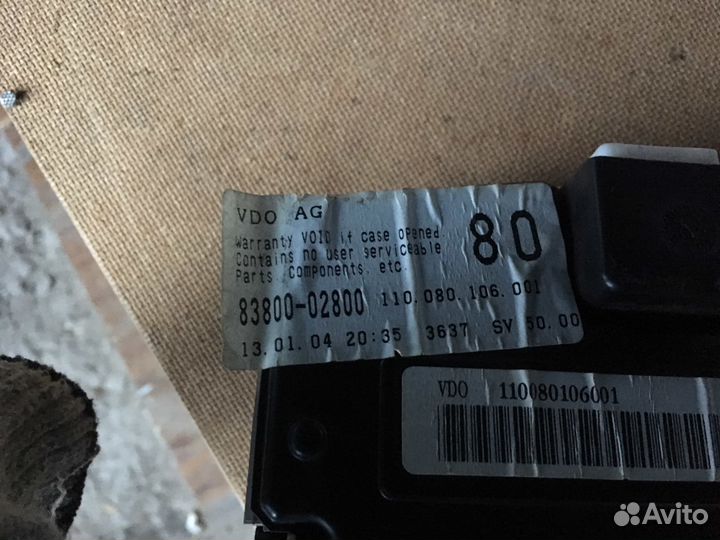 VDO AG
Warranty VOID if case opened.
Contains no user serviceable
Parts, Components, etc.
80
83800-02800 110.080.106.001
13.01.04 20:35 3637 SV 50.00
VDO 110080106001
Avito